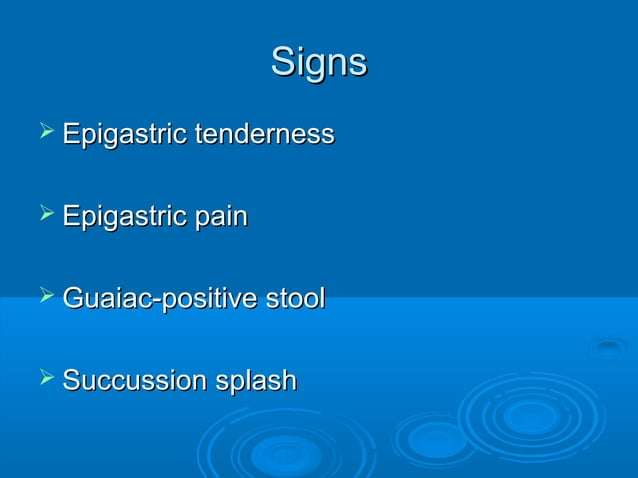 Signs
Epigastric tenderness
Epigastric pain
Guaiac-positive stool
Succussion splash